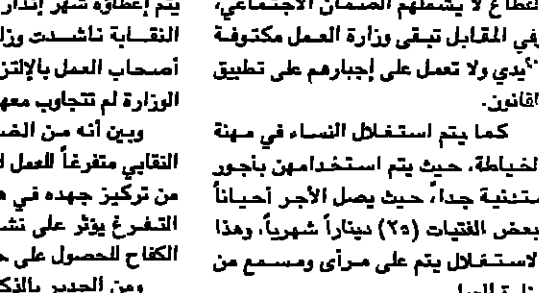 لقطاع لا يشملهم الضمان الاجتماعي،
وفي المقابل تبقى وزارة العمل مكتوفة
الأيدي ولا تعمل على إجبارهم على تطبيق
القانون.
كما يتم استغلال النساء في مهنة
الخياطة، حيث يتم استخدامهن بأجور
متدنية جداً، حيث يصل الأجر أحياناً
لبعض الفتيات (٢٥) ديناراً شهرياً، وهذا
الاستغلال يتم على مرأى ومسمع من
يتم إعطاؤه شهر إنذار
النقابة ناشدت وزا
أصحاب العمل بالإلتز
الوزارة لم تتجاوب معه
وبين أنه من الض
النقابي متفرغاً للعمل ل
من تركيز جهده في ه
التفرغ يؤثر على نش
الكفاح للحصول على ح
ومن الجدير بالذك